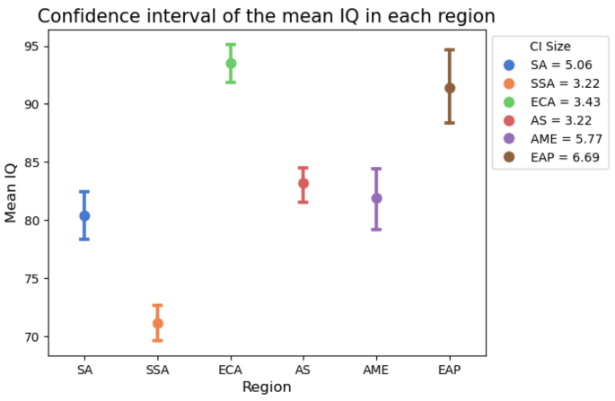 Confidence interval of the mean IQ in each region
95
90
85
80
75
70
Mean IQ
SA
SSA
ECA
AS
AME
EAP
Region
CI Size
SA = 5.06
SSA = 3.22
ECA = 3.43
AS = 3.22
AME = 5.77
EAP = 6.69